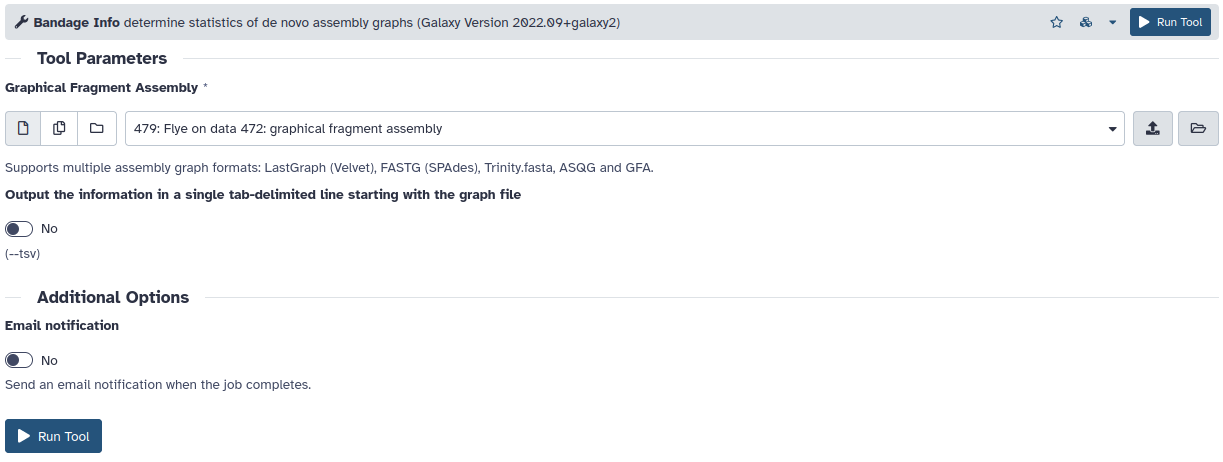 Bandage Info determine statistics of de novo assembly graphs (Galaxy Version 2022.09+galaxy2) Run Tool
Tool Parameters
Graphical Fragment Assembly *
479: Flye on data 472: graphical fragment assembly
Supports multiple assembly graph formats: LastGraph (Velvet), FASTG (SPAdes), Trinity.fasta, ASQG and GFA.
Output the information in a single tab-delimited line starting with the graph file
No
(--tsv)
Additional Options
Email notification
No
Send an email notification when the job completes.
Run Tool